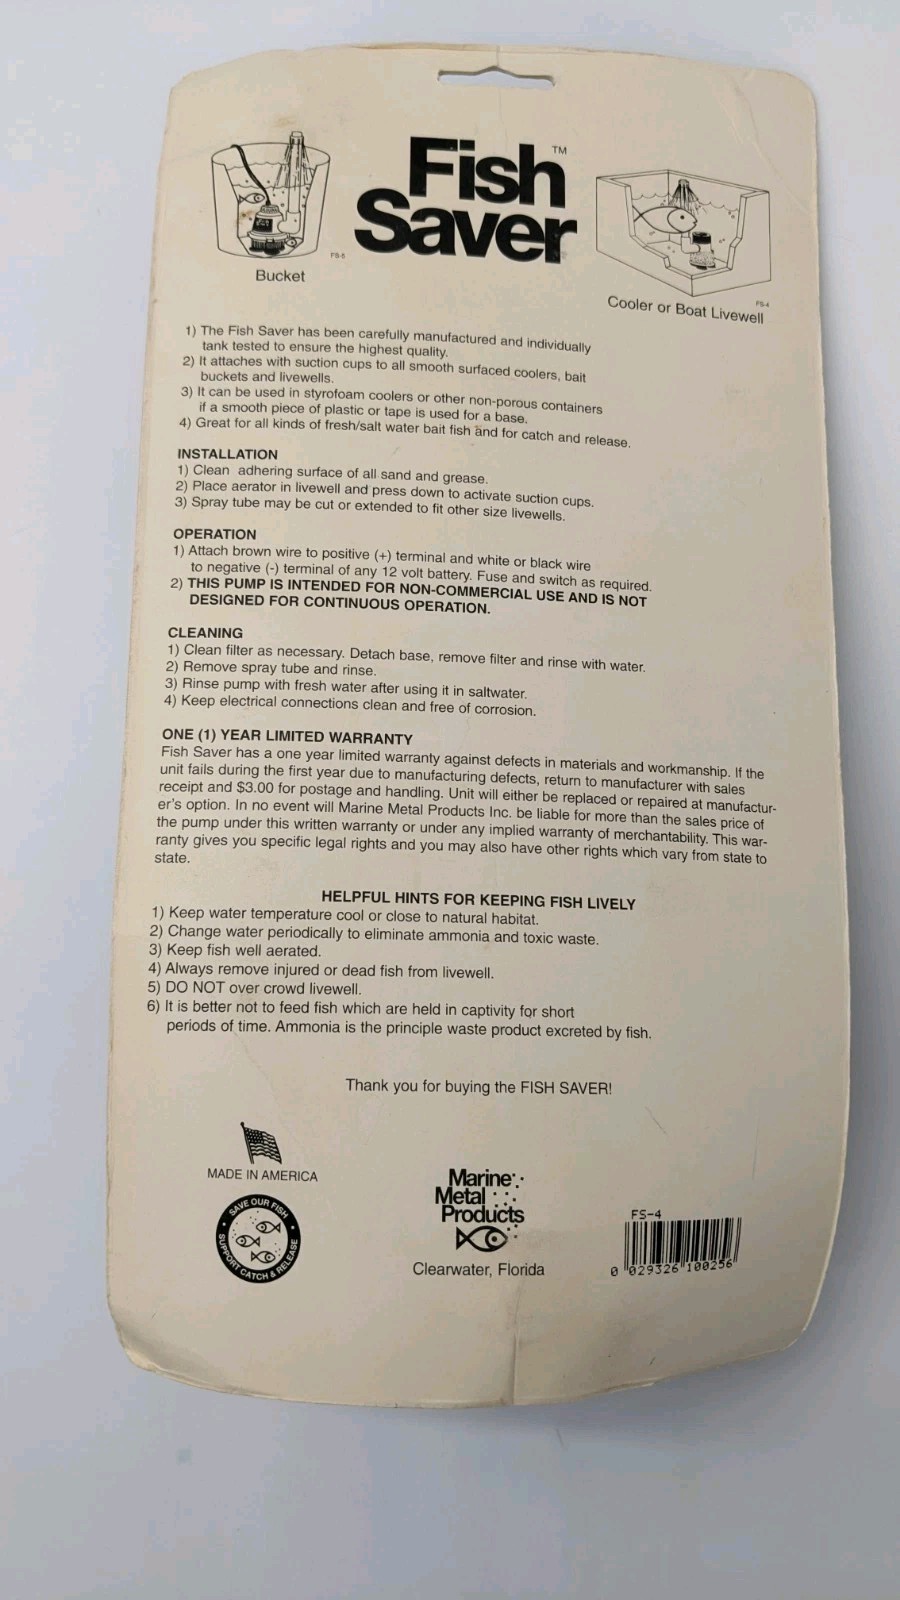 Fish
Saver
TM
FS-5
Bucket
FS-4
Cooler or Boat Livewell
1) The Fish Saver has been carefully manufactured and individually
tank tested to ensure the highest quality.
2) It attaches with suction cups to all smooth surfaced coolers, bait
buckets and livewells.
3) It can be used in styrofoam coolers or other non-porous containers
if a smooth piece of plastic or tape is used for a base.
4) Great for all kinds of fresh/salt water bait fish and for catch and release.
INSTALLATION
1) Clean adhering surface of all sand and grease.
2) Place aerator in livewell and press down to activate suction cups.
3) Spray tube may be cut or extended to fit other size livewells.
OPERATION
1) Attach brown wire to positive (+) terminal and white or black wire
to negative (-) terminal of any 12 volt battery. Fuse and switch as required.
2) THIS PUMP IS INTENDED FOR NON-COMMERCIAL USE AND IS NOT
DESIGNED FOR CONTINUOUS OPERATION.
CLEANING
1) Clean filter as necessary. Detach base, remove filter and rinse with water.
2) Remove spray tube and rinse.
3) Rinse pump with fresh water after using it in saltwater.
4) Keep electrical connections clean and free of corrosion.
ONE (1) YEAR LIMITED WARRANTY
Fish Saver has a one year limited warranty against defects in materials and workmanship. If the
unit fails during the first year due to manufacturing defects, return to manufacturer with sales
receipt and $3.00 for postage and handling. Unit will either be replaced or repaired at manufactur-
er's option. In no event will Marine Metal Products Inc. be liable for more than the sales price of
the pump under this written warranty or under any implied warranty of merchantability. This war-
ranty gives you specific legal rights and you may also have other rights which vary from state to
state.
HELPFUL HINTS FOR KEEPING FISH LIVELY
1) Keep water temperature cool or close to natural habitat.
2) Change water periodically to eliminate ammonia and toxic waste.
3) Keep fish well aerated.
4) Always remove injured or dead fish from livewell.
5) DO NOT over crowd livewell.
6) It is better not to feed fish which are held in captivity for short
periods of time. Ammonia is the principle waste product excreted by fish.
Thank you for buying the FISH SAVER!
MADE IN AMERICA
SAVE OUR FISH
SUPPORT CATCH & RELEASE
Marine
Metal
Products
Clearwater, Florida
FS-4
0 029326 100256